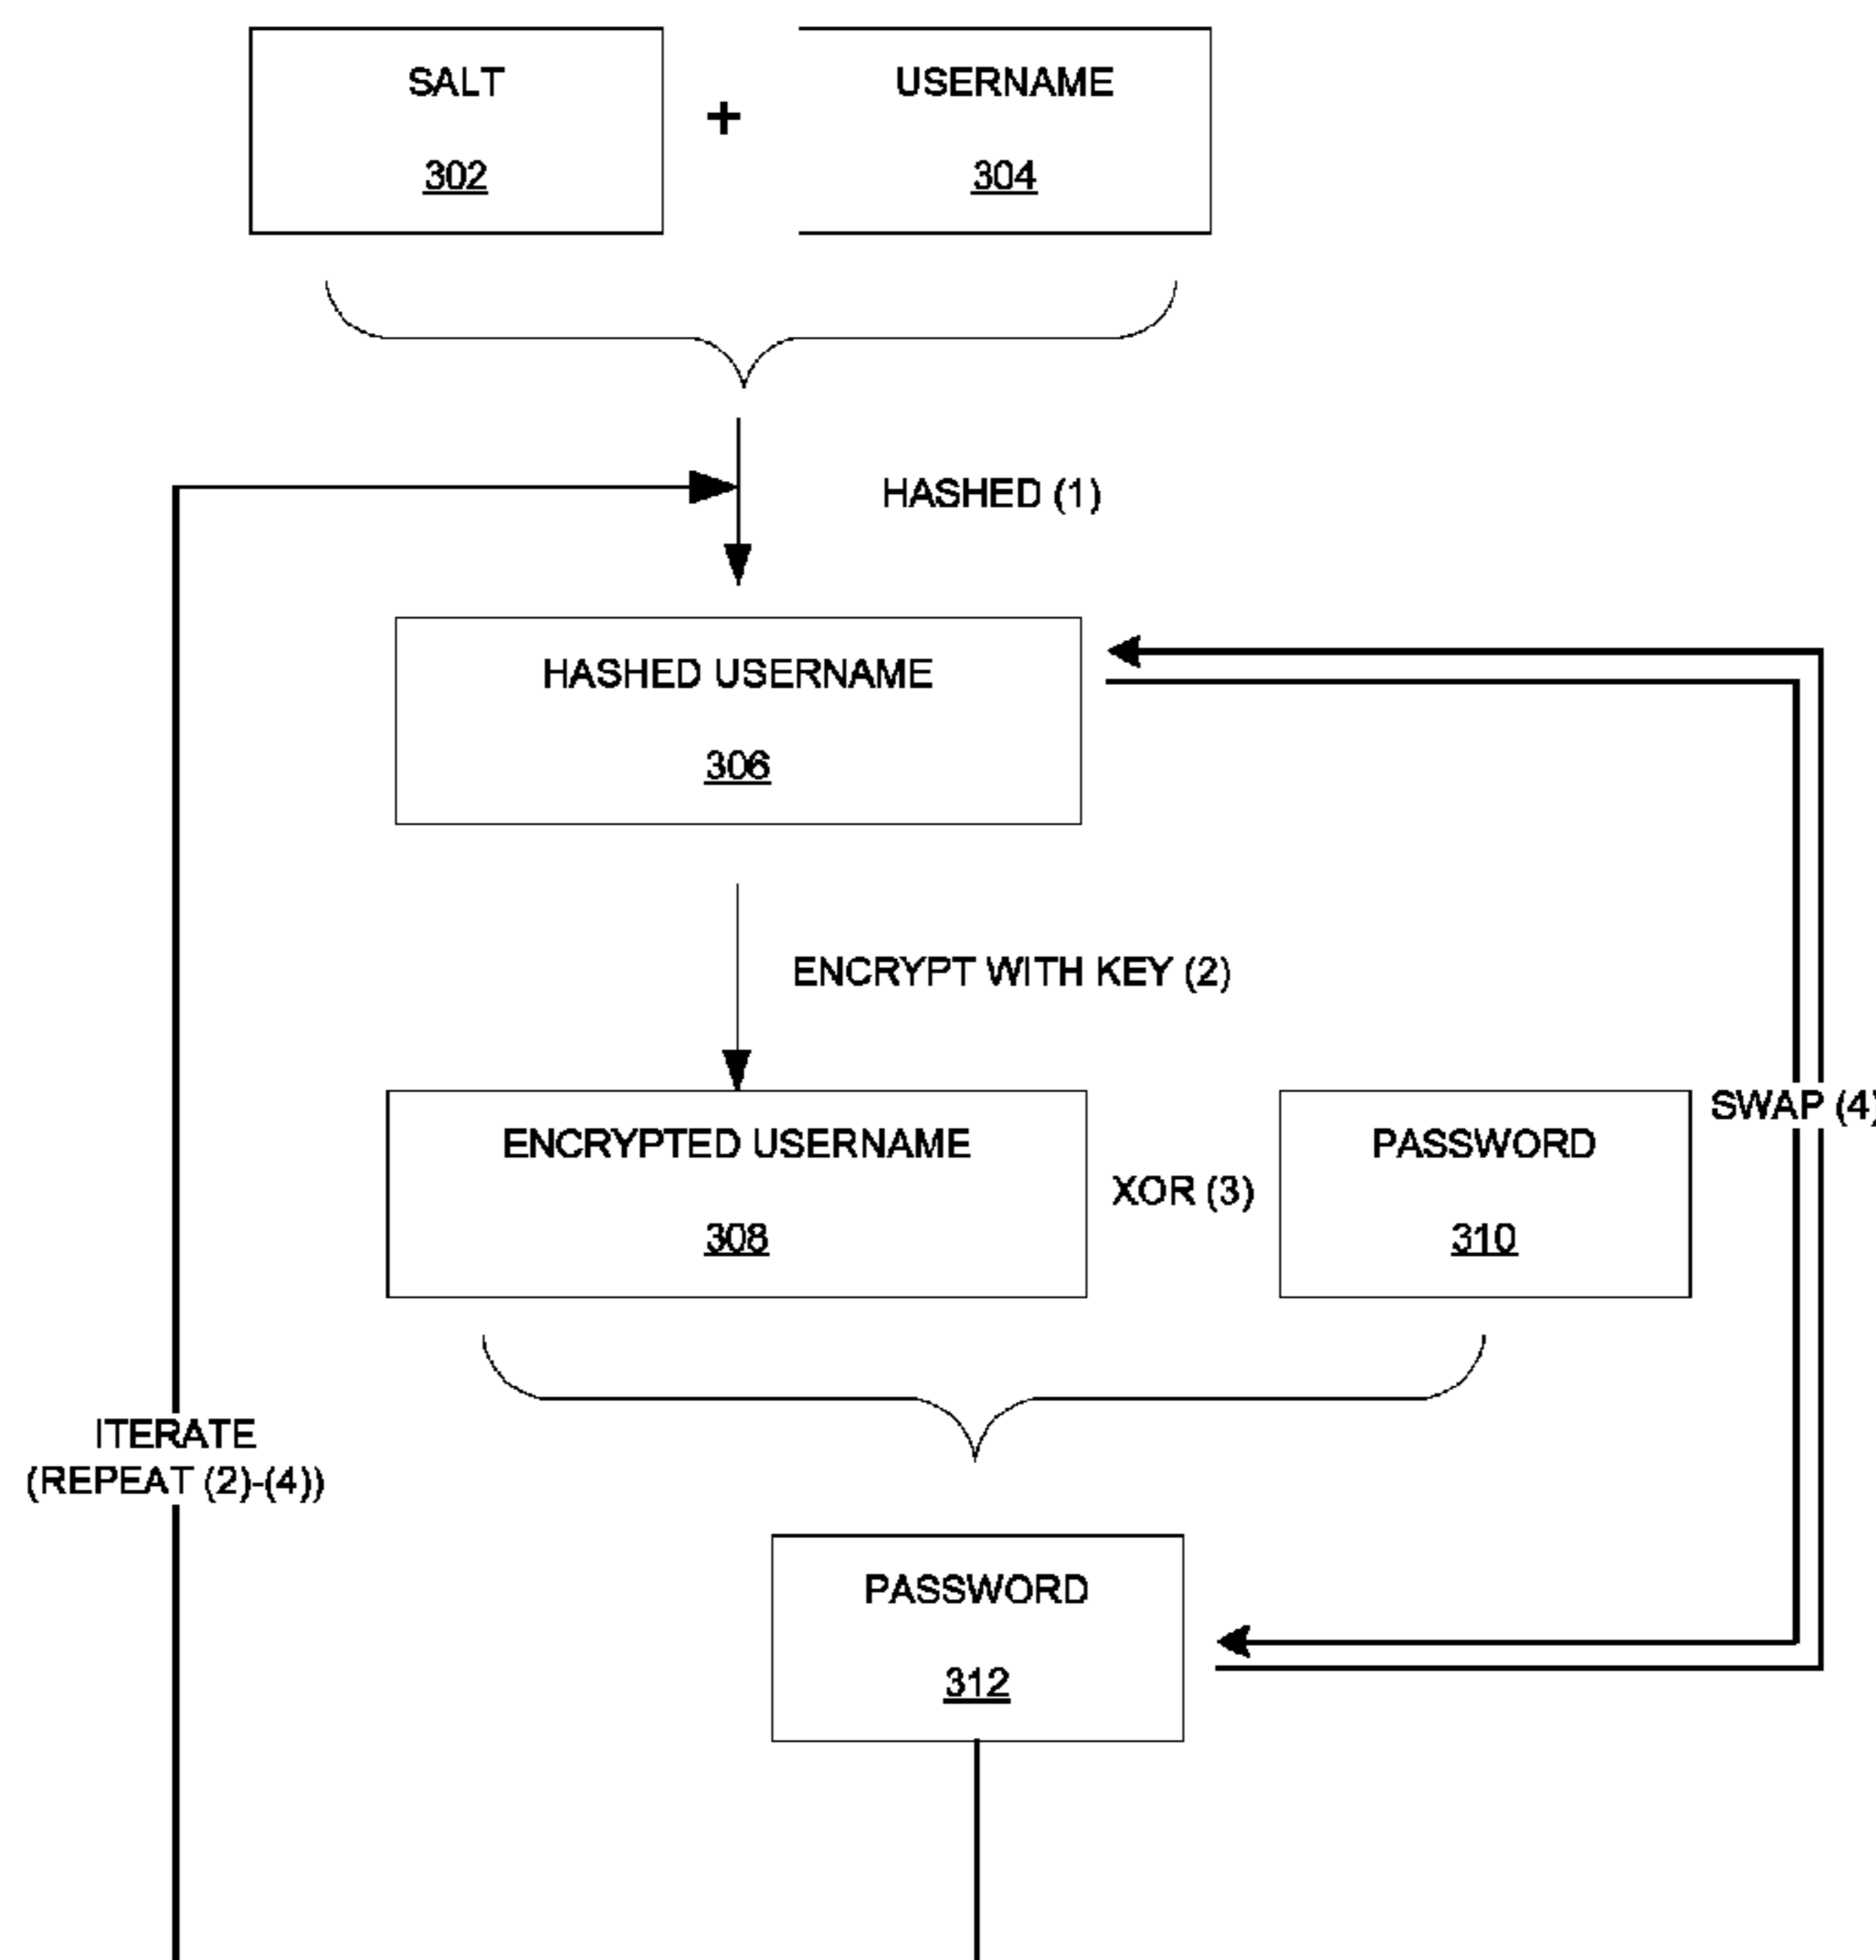 SALT
302
+
USERNAME
304
HASHED (1)
HASHED USERNAME
306
ENCRYPT WITH KEY (2)
ENCRYPTED USERNAME
308
XOR (3)
PASSWORD
310
SWAP (4)
ITERATE
(REPEAT (2)-(4))
PASSWORD
312